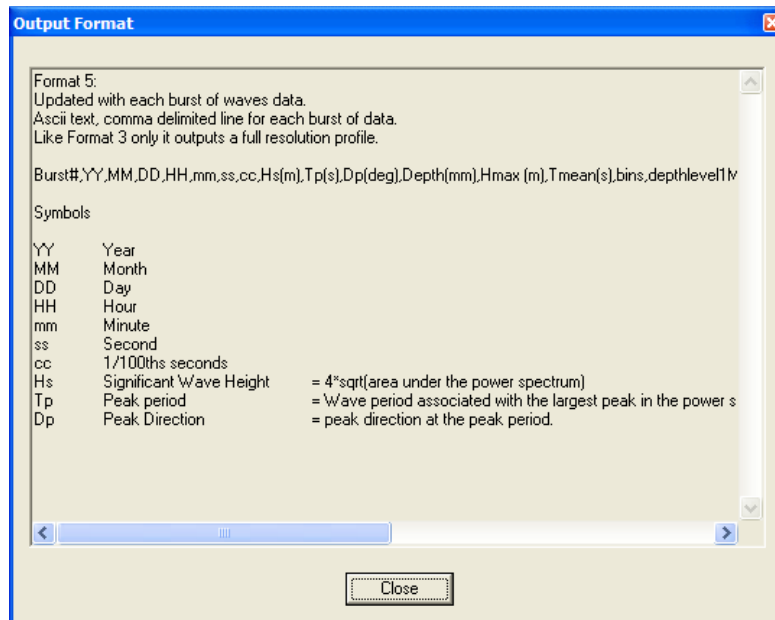 Output Format
Format 5:
Updated with each burst of waves data.
Ascii text, comma delimited line for each burst of data.
Like Format 3 only it outputs a full resolution profile.
Burst#,YY,MM,DD,HH,mm,ss,cc,Hs(m),Tp(s),Dp(deg),Depth(mm),Hmax (m),Tmean(s),bins,depthlevel1M
Symbols
YY Year
MM Month
DD Day
HH Hour
mm Minute
ss Second
cc 1/100ths seconds
Hs Significant Wave Height = 4*sqrt(area under the power spectrum)
Tp Peak period = Wave period associated with the largest peak in the power s
Dp Peak Direction = peak direction at the peak period.
Close